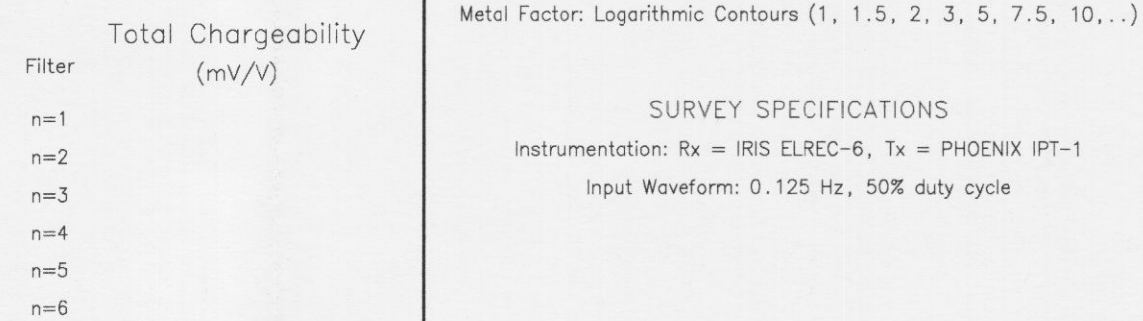 Total Chargeability
(mV/V)
Filter
n=1
n=2
n=3
n=4
n=5
n=6
Metal Factor: Logarithmic Contours (1, 1.5, 2, 3, 5, 7.5, 10,..)
SURVEY SPECIFICATIONS
Instrumentation: Rx = IRIS ELREC-6, Tx = PHOENIX IPT-1
Input Waveform: 0.125 Hz, 50% duty cycle